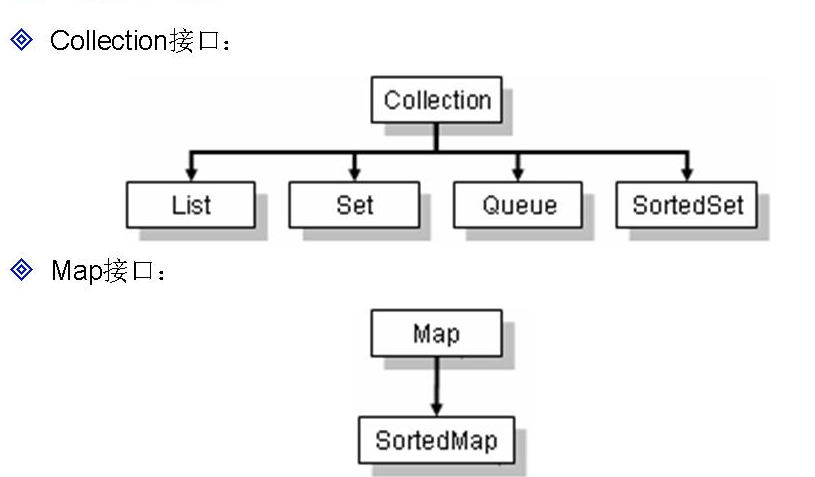 Collection接口：
Collection
List
Set
Queue
SortedSet
Map接口：
Map
SortedMap